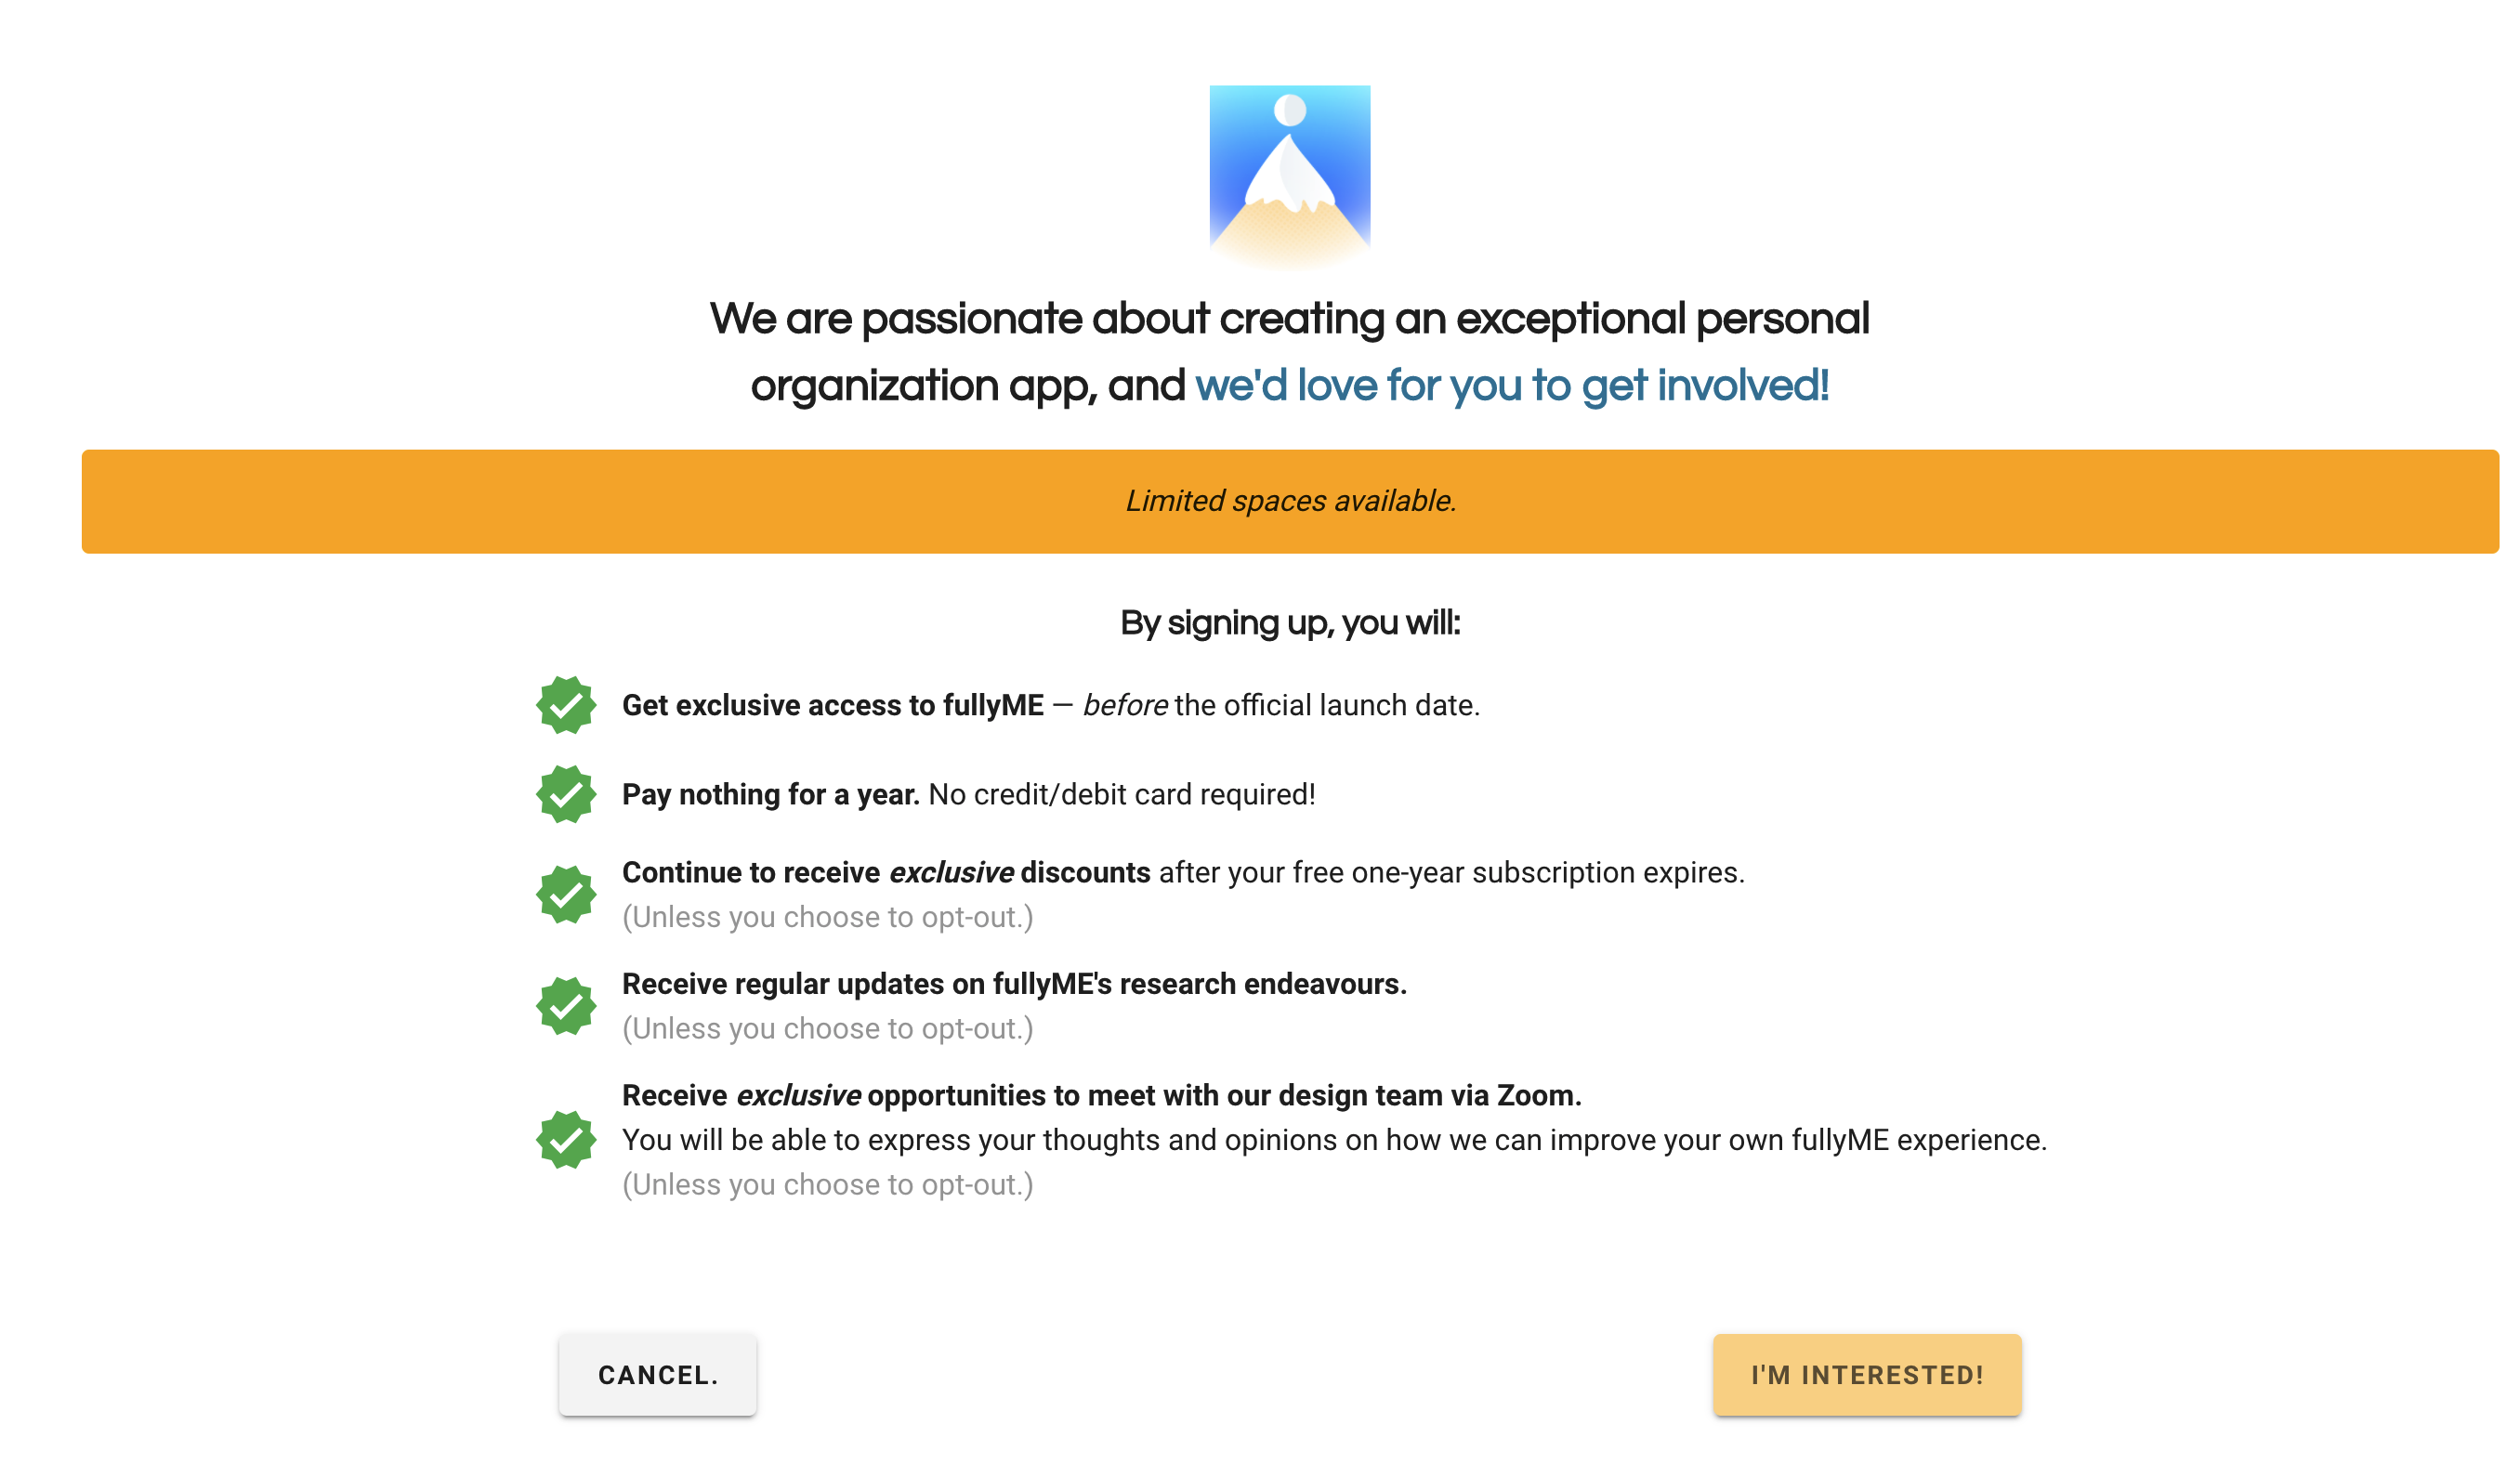 We are passionate about creating an exceptional personal
organization app, and we'd love for you to get involved!
Limited spaces available.
By signing up, you will:
Get exclusive access to fullyME — before the official launch date.
Pay nothing for a year. No credit/debit card required!
Continue to receive exclusive discounts after your free one-year subscription expires.
(Unless you choose to opt-out.)
Receive regular updates on fullyME's research endeavours.
(Unless you choose to opt-out.)
Receive exclusive opportunities to meet with our design team via Zoom.
You will be able to express your thoughts and opinions on how we can improve your own fullyME experience.
(Unless you choose to opt-out.)
CANCEL.
I'M INTERESTED!